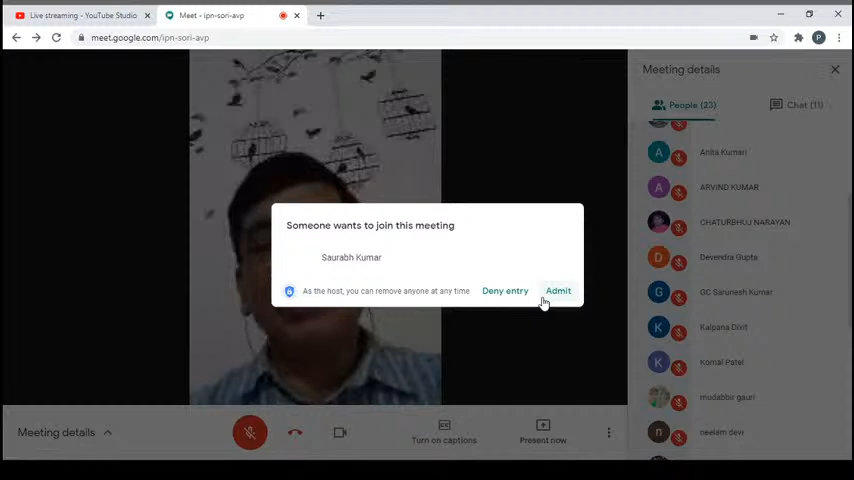 Live streaming - YouTube Studio
Meet - ipn-sori-avp
meet.google.com/ipn-sori-avp
P
Meeting details
People (23)
Chat (11)
A Anita Kumari
A ARVIND KUMAR
CHATURBHUJ NARAYAN
D Devendra Gupta
G GC Sarunesh Kumar
K Kalpana Dixit
K Komal Patel
mudabbir gauri
n neelam devi
Someone wants to join this meeting
Saurabh Kumar
As the host, you can remove anyone at any time
Deny entry
Admit
Meeting details
CC
Turn on captions
Present now